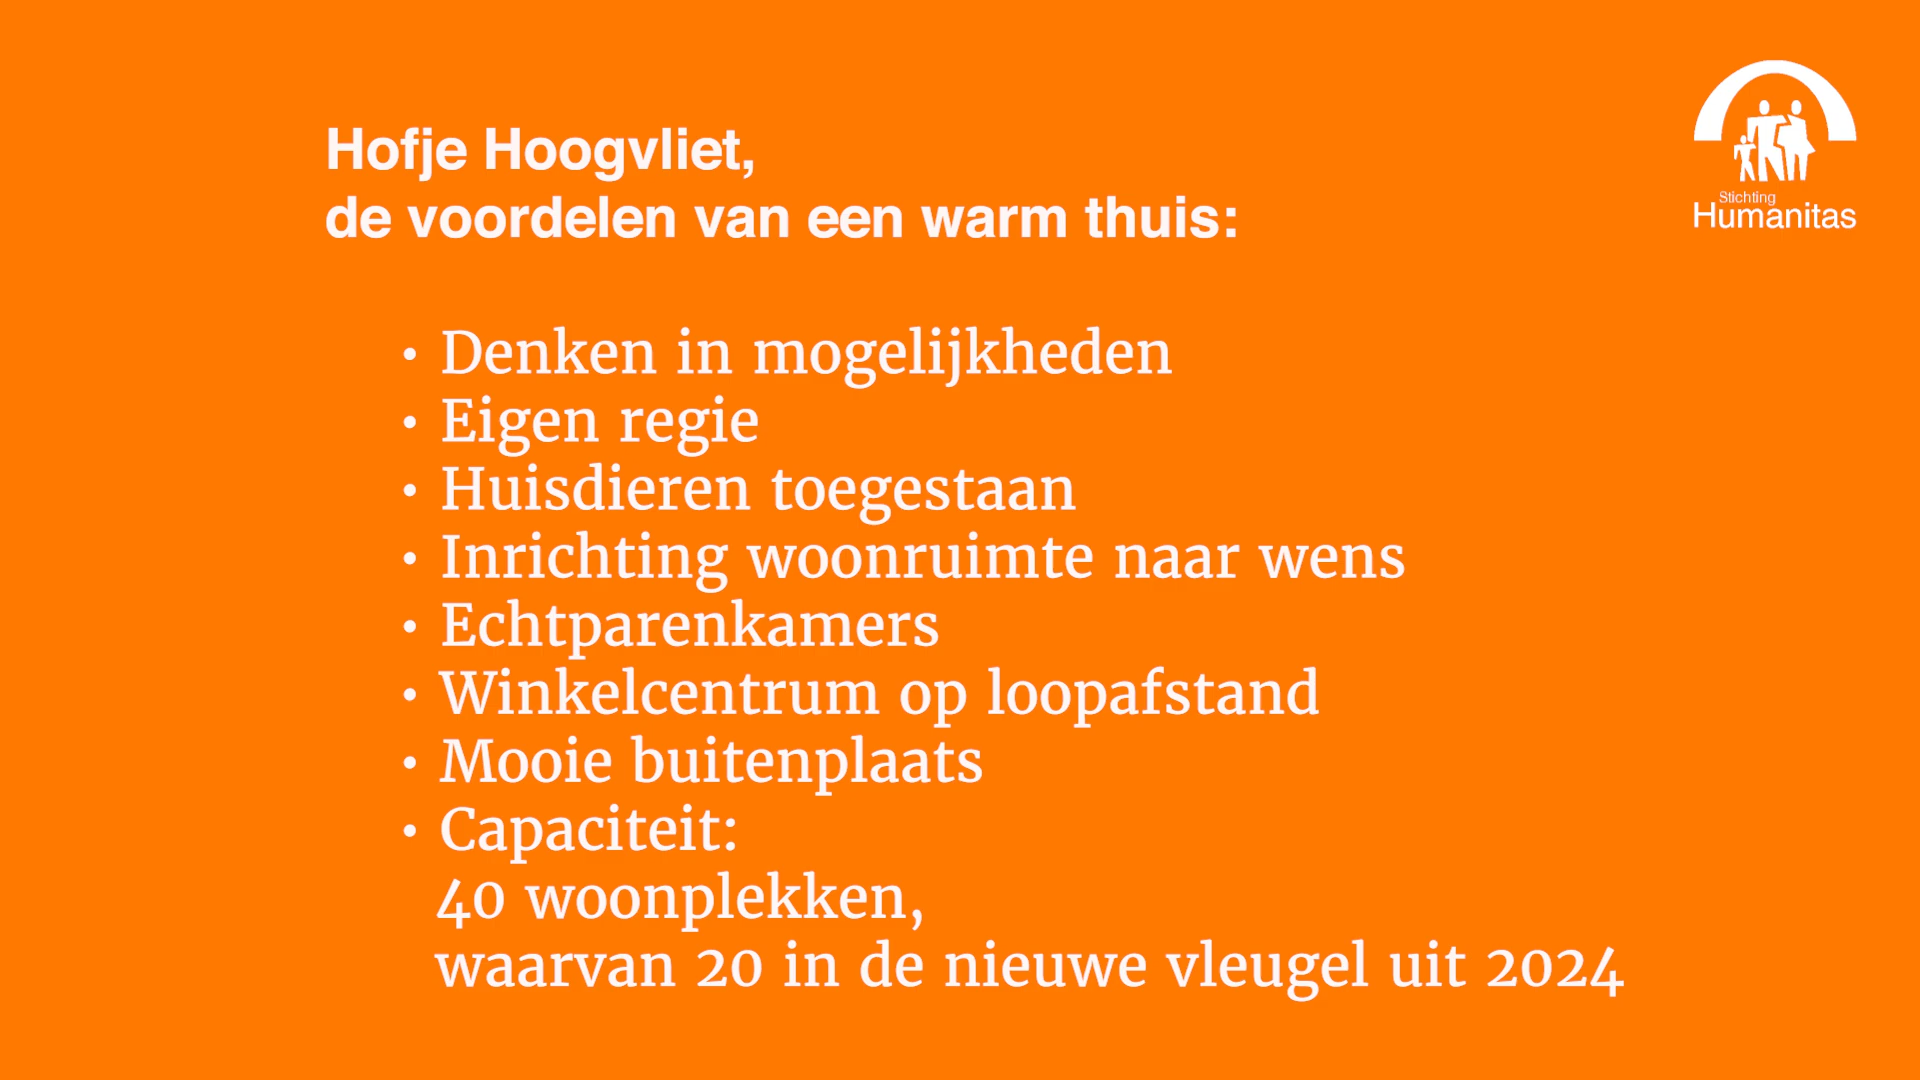 Hofje Hoogvliet,
de voordelen van een warm thuis:
Stichting
Humanitas
• Denken in mogelijkheden
• Eigen regie
• Huisdieren toegestaan
• Inrichting woonruimte naar wens
• Echtparenkamers
• Winkelcentrum op loopafstand
• Mooie buitenplaats
• Capaciteit:
40 woonplekken,
waarvan 20 in de nieuwe vleugel uit 2024